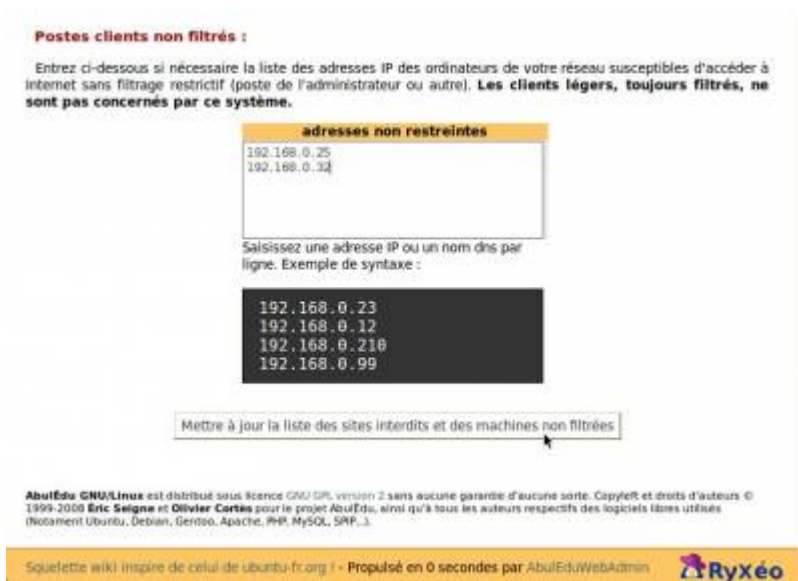 Postes clients non filtrés :
Entrez ci-dessous si nécessaire la liste des adresses IP des ordinateurs de votre réseau susceptibles d'accéder à
internet sans filtrage restrictif (poste de l'administrateur ou autre). Les clients légers, toujours filtrés, ne
sont pas concernés par ce système.
adresses non restreintes
192.168.0.25
192.168.0.32
Saisissez une adresse IP ou un nom dns par
ligne. Exemple de syntaxe :
192.168.0.23
192.168.0.12
192.168.0.210
192.168.0.99
Mettre à jour la liste des sites interdits et des machines non filtrées
AbulÉdu GNU/Linux est distribué sous licence GNU GPL version 2 sans aucune garantie d'aucune sorte. Copyleft et droits d'auteurs ©
1999-2008 Éric Seigne et Olivier Cortès pour le projet AbulÉdu, ainsi qu'à tous les auteurs respectifs des logiciels libres utilisés
(Notament Ubuntu, Debian, Gentoo, Apache, PHP, MySQL, SPIP...).
Squelette wiki inspire de celui de ubuntu-fr.org ! - Propulsé en 0 secondes par AbulEduWebAdmin
RyXéo